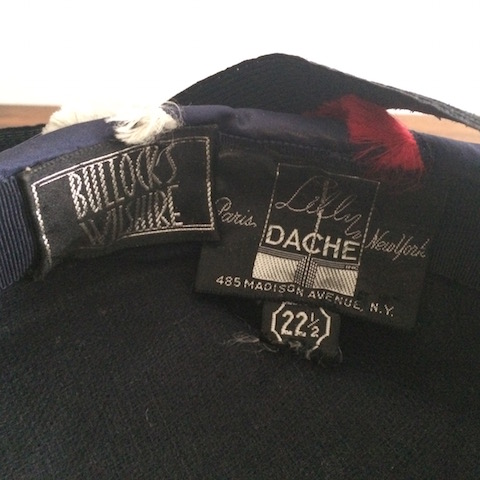 BULLOCK'S
WILSHIRE
Lilly
Paris, DACHE New York
485 MADISON AVENUE, N.Y.
22½